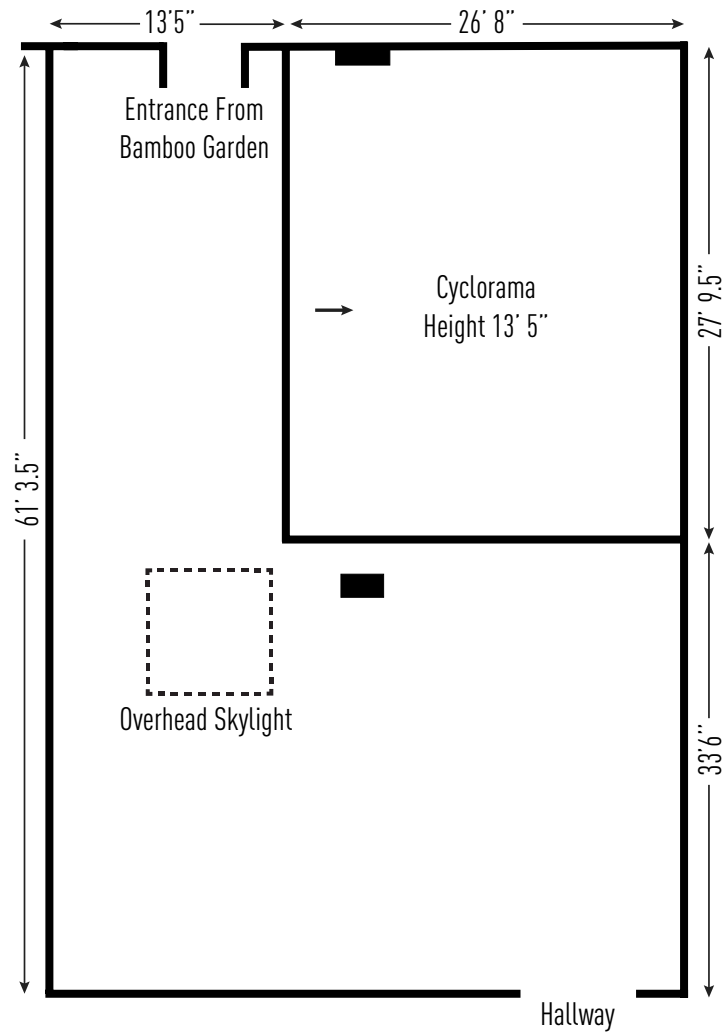 13'5”
26' 8”
Entrance From
Bamboo Garden
Cyclorama
Height 13' 5”
27' 9.5”
61' 3.5”
Overhead Skylight
33'6”
Hallway